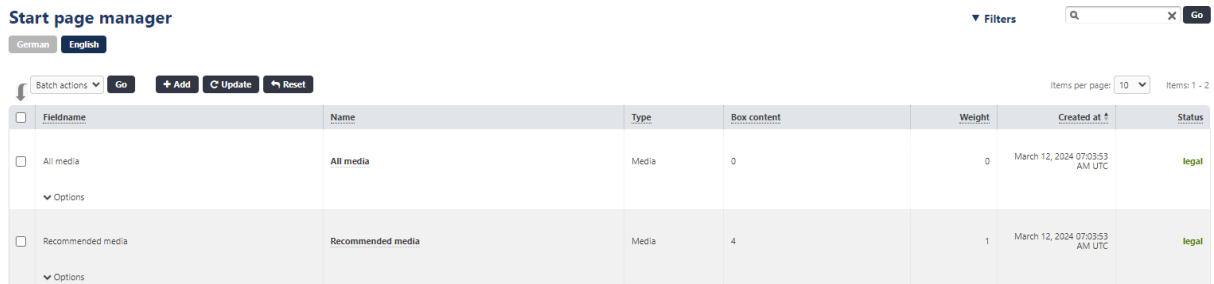 Start page manager
Filters
Go
German English
Batch actions Go + Add Update Reset
Items per page: 10 Items: 1 - 2
Fieldname Name Type Box content Weight Created at Status
All media All media Media 0 0 March 12, 2024 07:03:53 AM UTC legal
Options
Recommended media Recommended media Media 4 1 March 12, 2024 07:03:53 AM UTC legal
Options